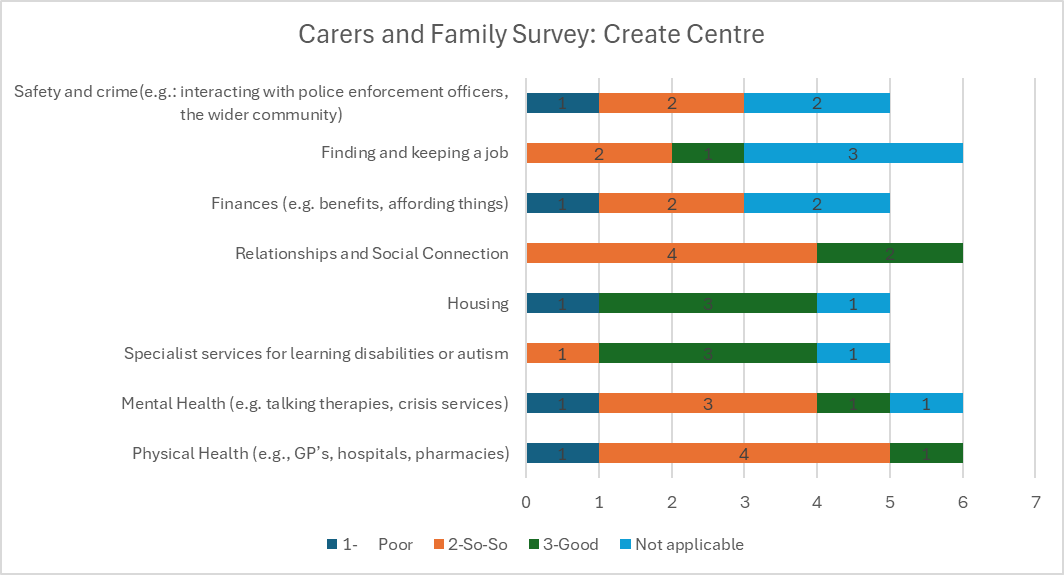 Carers and Family Survey: Create Centre
Safety and crime(e.g.: interacting with police enforcement officers,
the wider community)
1 2 2
Finding and keeping a job
2 1 3
Finances (e.g. benefits, affording things)
1 2 2
Relationships and Social Connection
4 2
Housing
1 3 1
Specialist services for learning disabilities or autism
1 3 1
Mental Health (e.g. talking therapies, crisis services)
1 3 1 1
Physical Health (e.g., GP’s, hospitals, pharmacies)
1 4 1
0 1 2 3 4 5 6 7
1- Poor 2-So-So 3-Good Not applicable